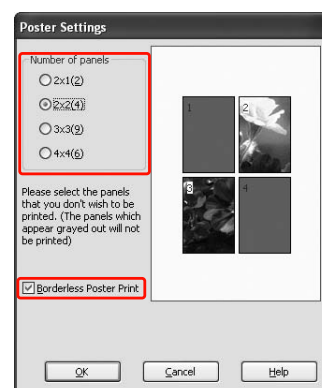 Poster Settings
Number of panels
2x1(2)
2x2(4)
3x3(9)
4x4(6)
1
2
3
4
Please select the panels
that you don't wish to be
printed. (The panels which
appear grayed out will not
be printed)
Borderless Poster Print
OK
Cancel
Help